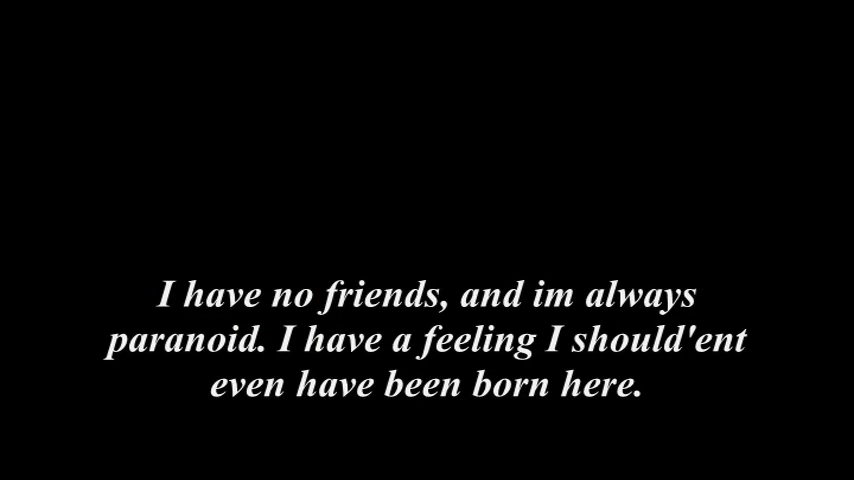 I have no friends, and im always
paranoid. I have a feeling I should'ent
even have been born here.